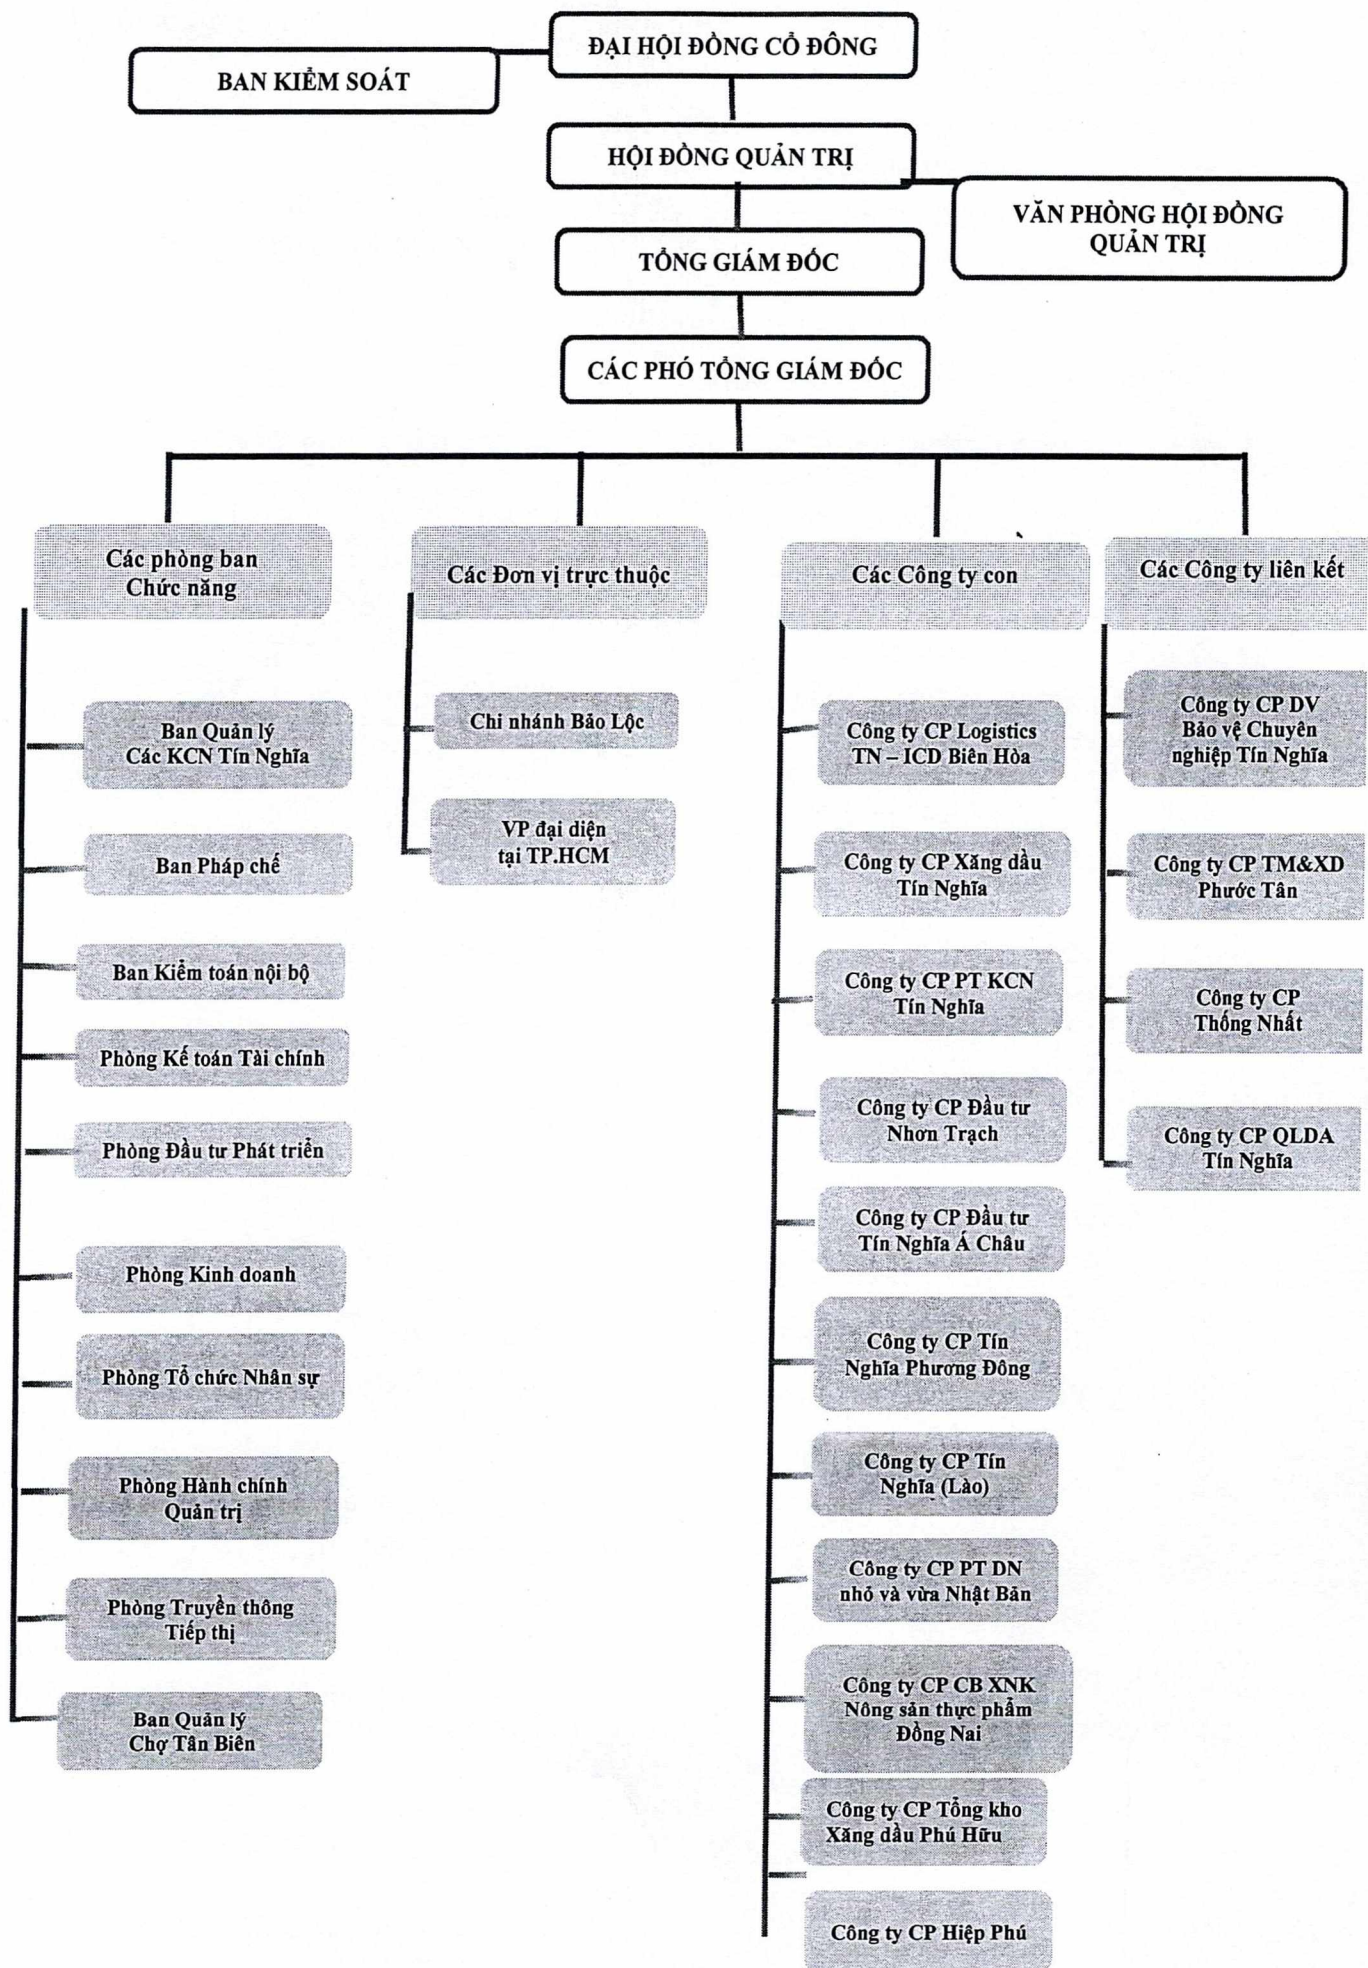 ĐẠI HỘI ĐỒNG CỔ ĐÔNG
BAN KIỂM SOÁT
HỘI ĐỒNG QUẢN TRỊ
VĂN PHÒNG HỘI ĐỒNG
QUẢN TRỊ
TỔNG GIÁM ĐỐC
CÁC PHÓ TỔNG GIÁM ĐỐC
Các phòng ban
Chức năng
Ban Quản lý
Các KCN Tín Nghĩa
Ban Pháp chế
Ban Kiểm toán nội bộ
Phòng Kế toán Tài chính
Phòng Đầu tư Phát triển
Phòng Kinh doanh
Phòng Tổ chức Nhân sự
Phòng Hành chính
Quản trị
Phòng Truyền thông
Tiếp thị
Ban Quản lý
Chợ Tân Biên
Các Đơn vị trực thuộc
Chi nhánh Bảo Lộc
VP đại diện
tại TP.HCM
Các Công ty con
Công ty CP Logistics
TN – ICD Biên Hòa
Công ty CP Xăng dầu
Tín Nghĩa
Công ty CP PT KCN
Tín Nghĩa
Công ty CP Đầu tư
Nhơn Trạch
Công ty CP Đầu tư
Tín Nghĩa Á Châu
Công ty CP Tín
Nghĩa Phương Đông
Công ty CP Tín
Nghĩa (Lào)
Công ty CP PT DN
nhỏ và vừa Nhật Bản
Công ty CP CB XNK
Nông sản thực phẩm
Đồng Nai
Công ty CP Tổng kho
Xăng dầu Phú Hữu
Công ty CP Hiệp Phú
Các Công ty liên kết
Công ty CP DV
Bảo vệ Chuyên
nghiệp Tín Nghĩa
Công ty CP TM&XD
Phước Tân
Công ty CP
Thống Nhất
Công ty CP QLDA
Tín Nghĩa